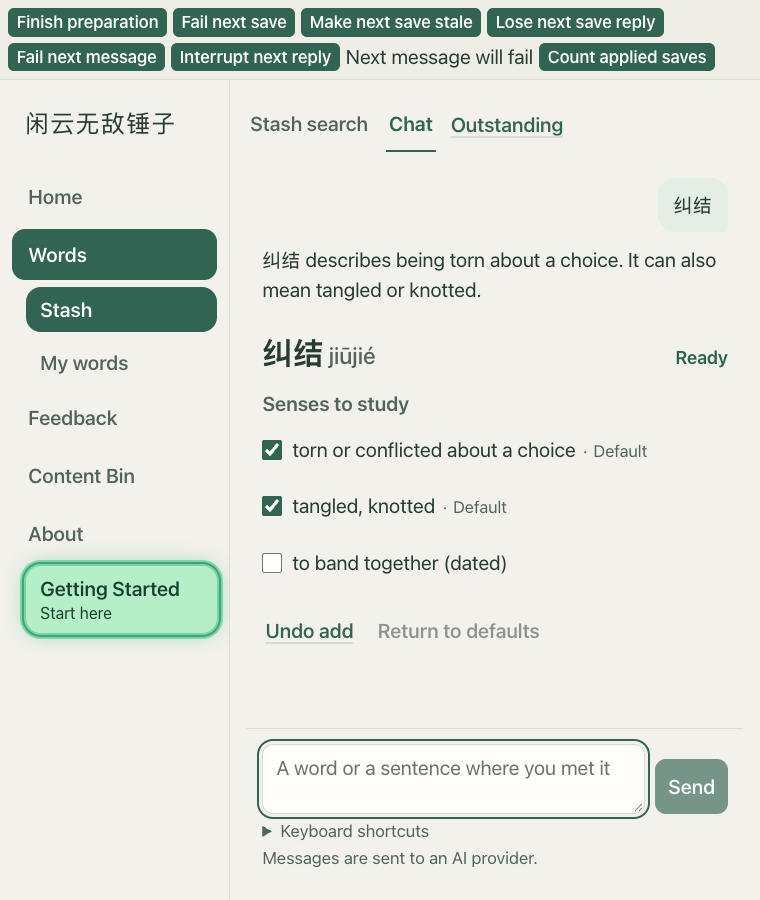 Finish preparation Fail next save Make next save stale Lose next save reply
Fail next message Interrupt next reply Next message will fail Count applied saves
闲云无敌锤子
Home
Words
Stash
My words
Feedback
Content Bin
About
Getting Started
Start here
Stash search Chat Outstanding
纠结
纠结 describes being torn about a choice. It can also
mean tangled or knotted.
纠结 jiūjié Ready
Senses to study
torn or conflicted about a choice · Default
tangled, knotted · Default
to band together (dated)
Undo add Return to defaults
A word or a sentence where you met it
Send
Keyboard shortcuts
Messages are sent to an AI provider.